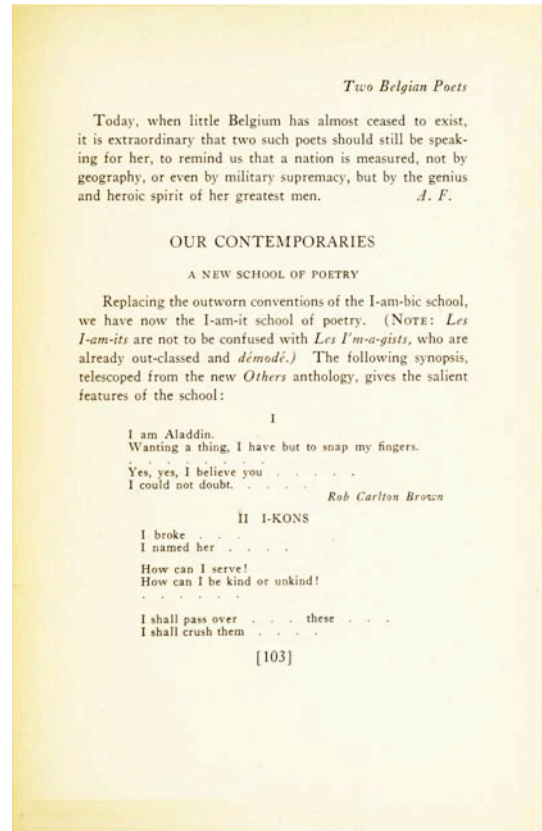 Two Belgian Poets
Today, when little Belgium has almost ceased to exist,
it is extraordinary that two such poets should still be speak-
ing for her, to remind us that a nation is measured, not by
geography, or even by military supremacy, but by the genius
and heroic spirit of her greatest men. A. F.
OUR CONTEMPORARIES
A NEW SCHOOL OF POETRY
Replacing the outworn conventions of the I-am-bic school,
we have now the I-am-it school of poetry. (NOTE: Les
I-am-its are not to be confused with Les I'm-a-gists, who are
already out-classed and démodé.) The following synopsis,
telescoped from the new Others anthology, gives the salient
features of the school:
I
I am Aladdin.
Wanting a thing, I have but to snap my fingers.
. . . . . . . . .
Yes, yes, I believe you . . . . .
I could not doubt. . . . .
Rob Carlton Brown
II I-KONS
I broke . . .
I named her . . . .
How can I serve!
How can I be kind or unkind!
. . . . . .
I shall pass over . . . these . . .
I shall crush them . . . .
[103]